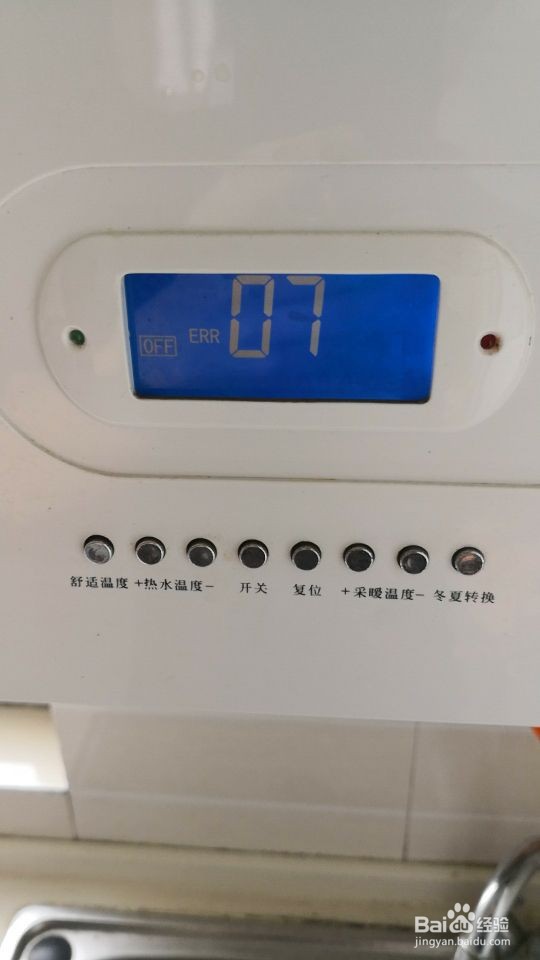 OFF ERR 07
舒适温度 +热水温度- 开关 复位 +采暖温度- 冬夏转换
Bai du 经验
jingyan.baidu.com